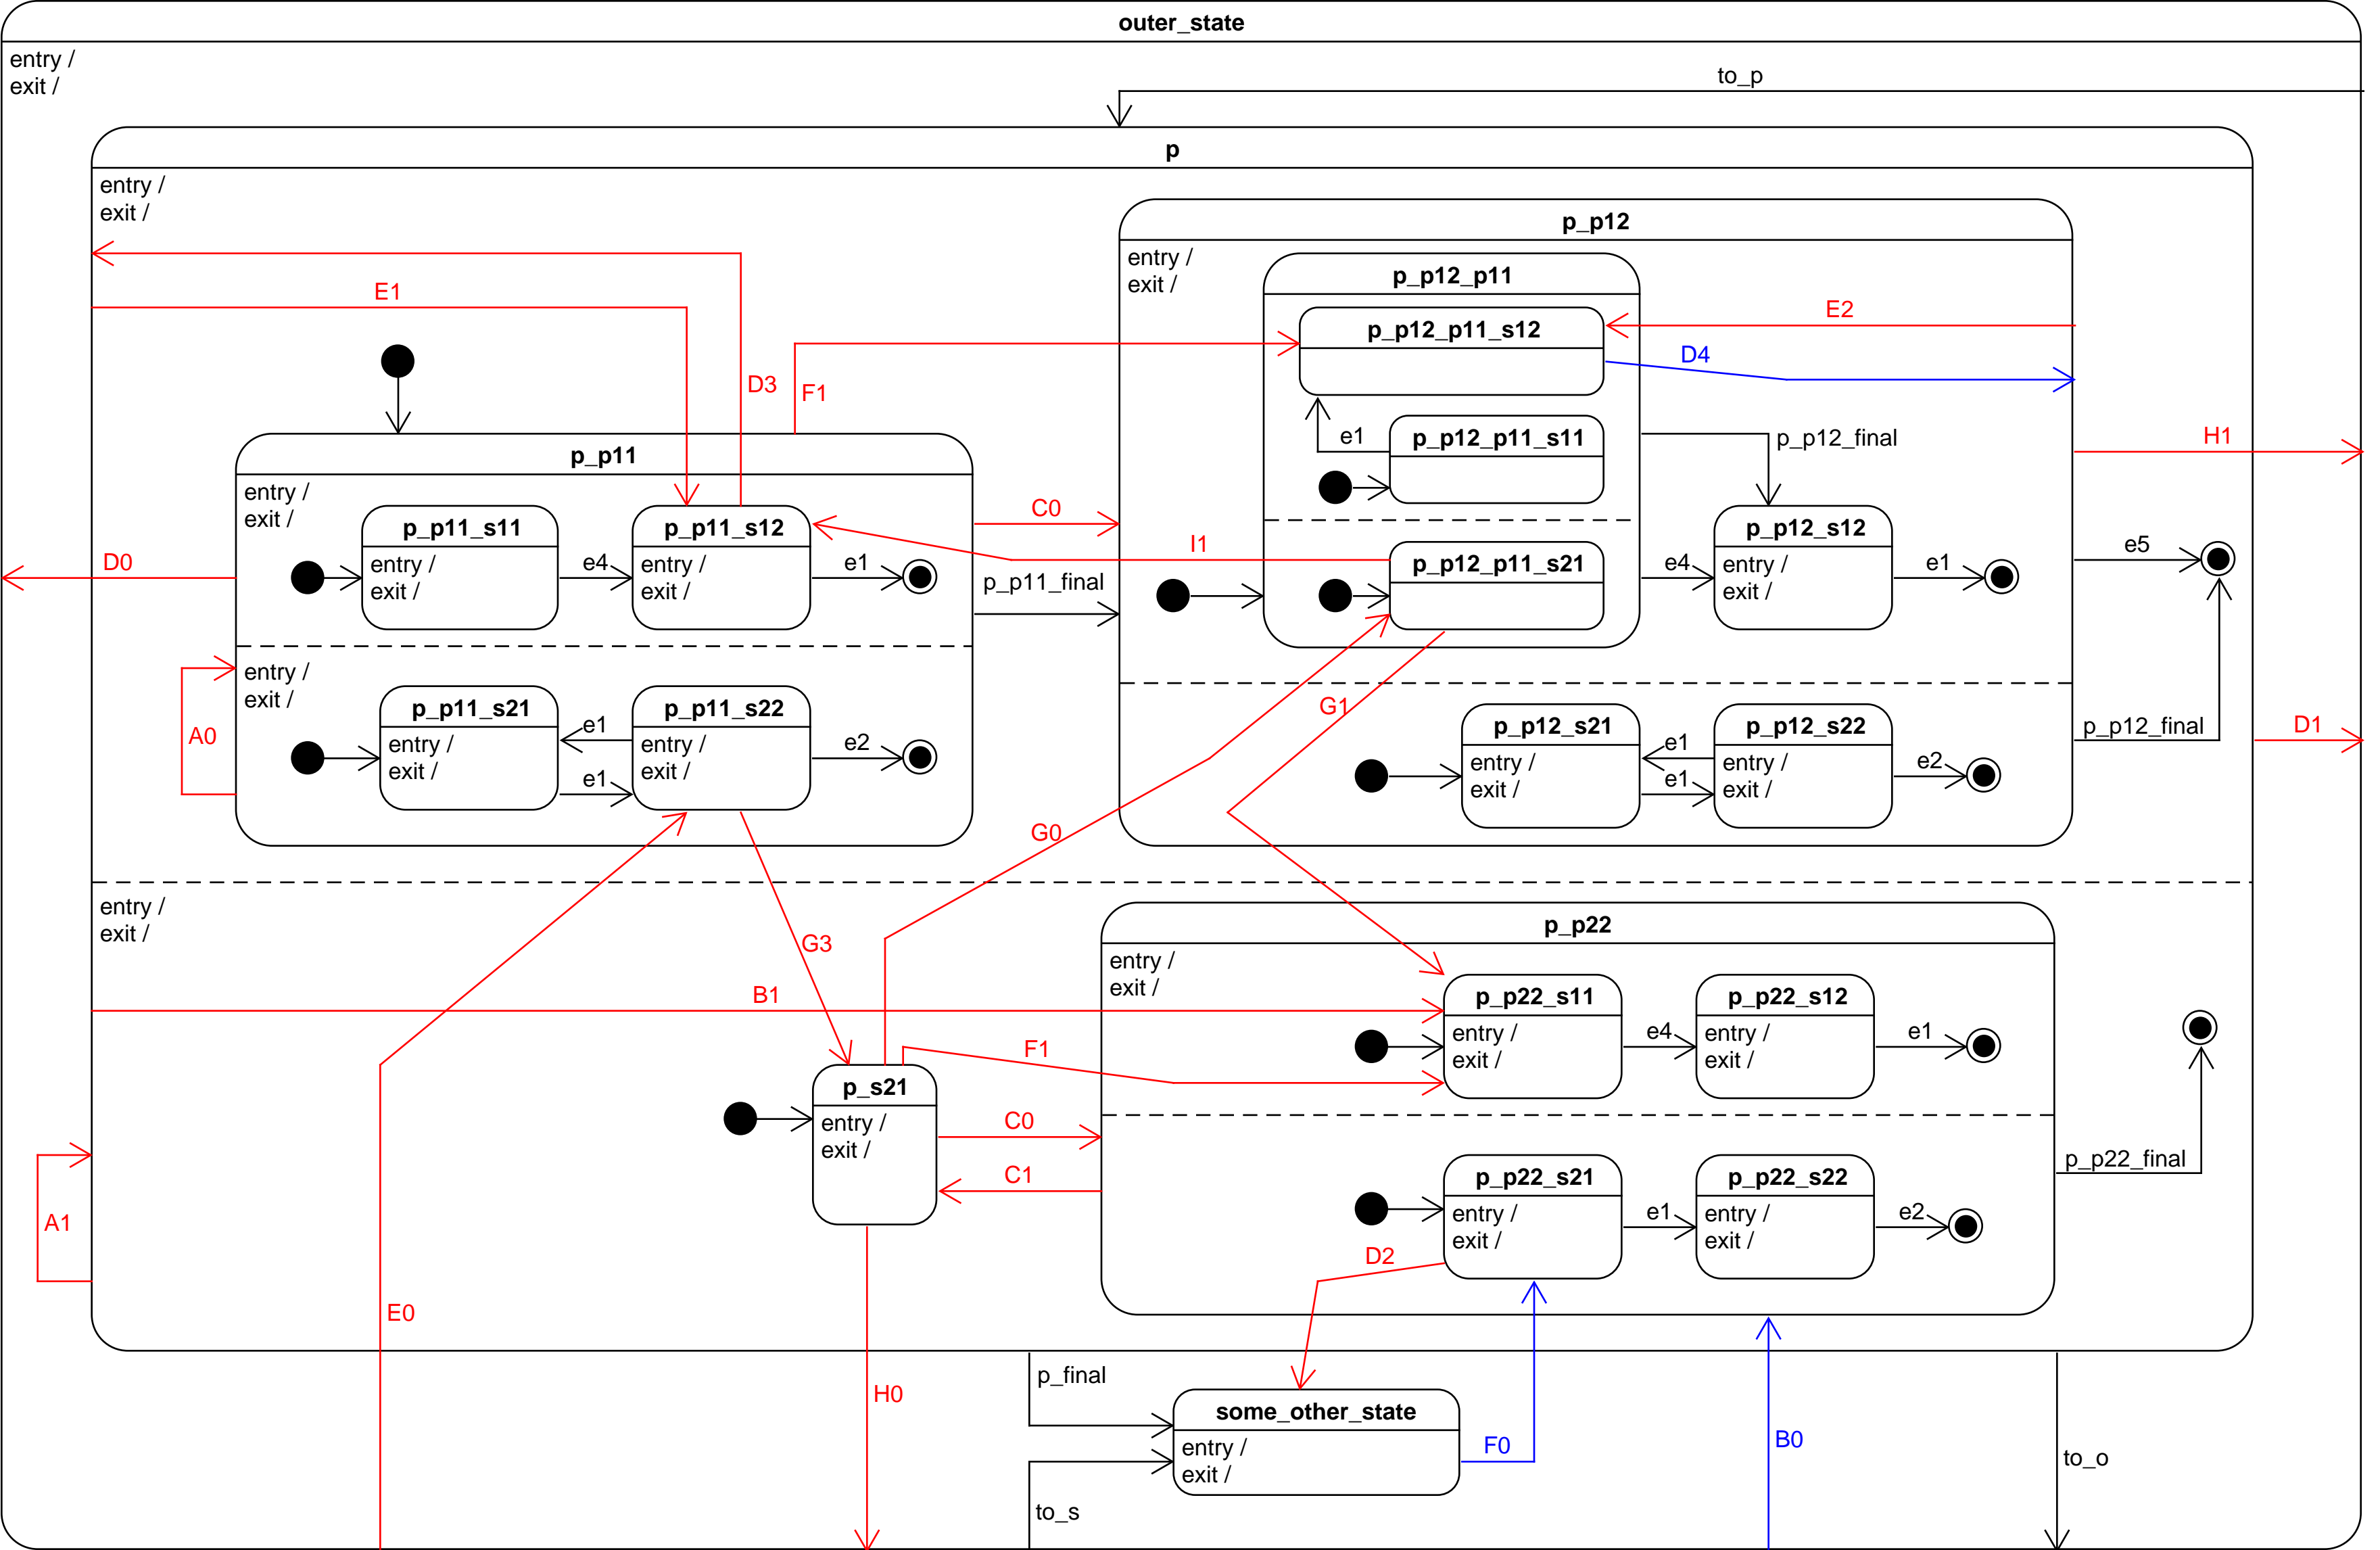 outer_state
entry /
exit /
to_p
p
entry /
exit /
p_p12
entry /
exit /
p_p12_p11
E1
E2
p_p12_p11_s12
D4
D3
F1
e1
p_p12_p11_s11
p_p12_final
H1
p_p11
entry /
exit /
C0
p_p11_s11
entry /
exit /
e4
p_p11_s12
entry /
exit /
e1
D0
p_p11_final
I1
p_p12_p11_s21
e4
p_p12_s12
entry /
exit /
e1
e5
entry /
exit /
A0
p_p11_s21
entry /
exit /
e1
e1
p_p11_s22
entry /
exit /
e2
G1
p_p12_s21
entry /
exit /
e1
e1
p_p12_s22
entry /
exit /
e2
p_p12_final
D1
G0
entry /
exit /
G3
p_p22
entry /
exit /
B1
p_p22_s11
entry /
exit /
e4
p_p22_s12
entry /
exit /
e1
F1
p_s21
entry /
exit /
C0
C1
p_p22_final
p_p22_s21
entry /
exit /
e1
p_p22_s22
entry /
exit /
e2
A1
D2
E0
p_final
H0
some_other_state
entry /
exit /
F0
B0
to_o
to_s